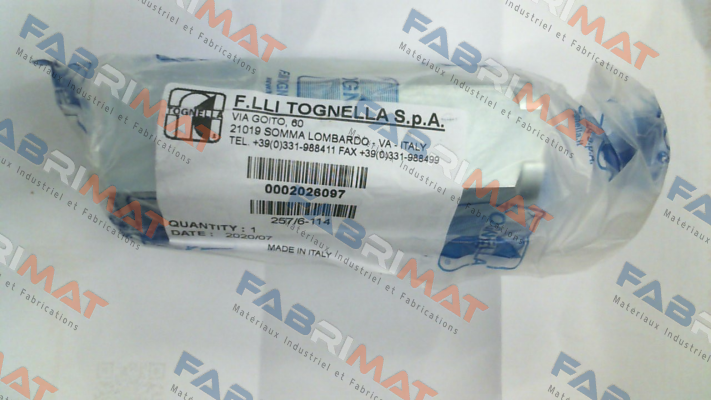 TOGNELLA
F.LLI TOGNELLA S.p.A.
VIA GOITO, 60
21019 SOMMA LOMBARDO - VA - ITALY
TEL. +39(0)331-988411 FAX +39(0)331-988499
0002026097
257/6-114
QUANTITY : 1
DATE : 2020/07
MADE IN ITALY
FABRIMAT
Matériaux Industriel et Fabrications